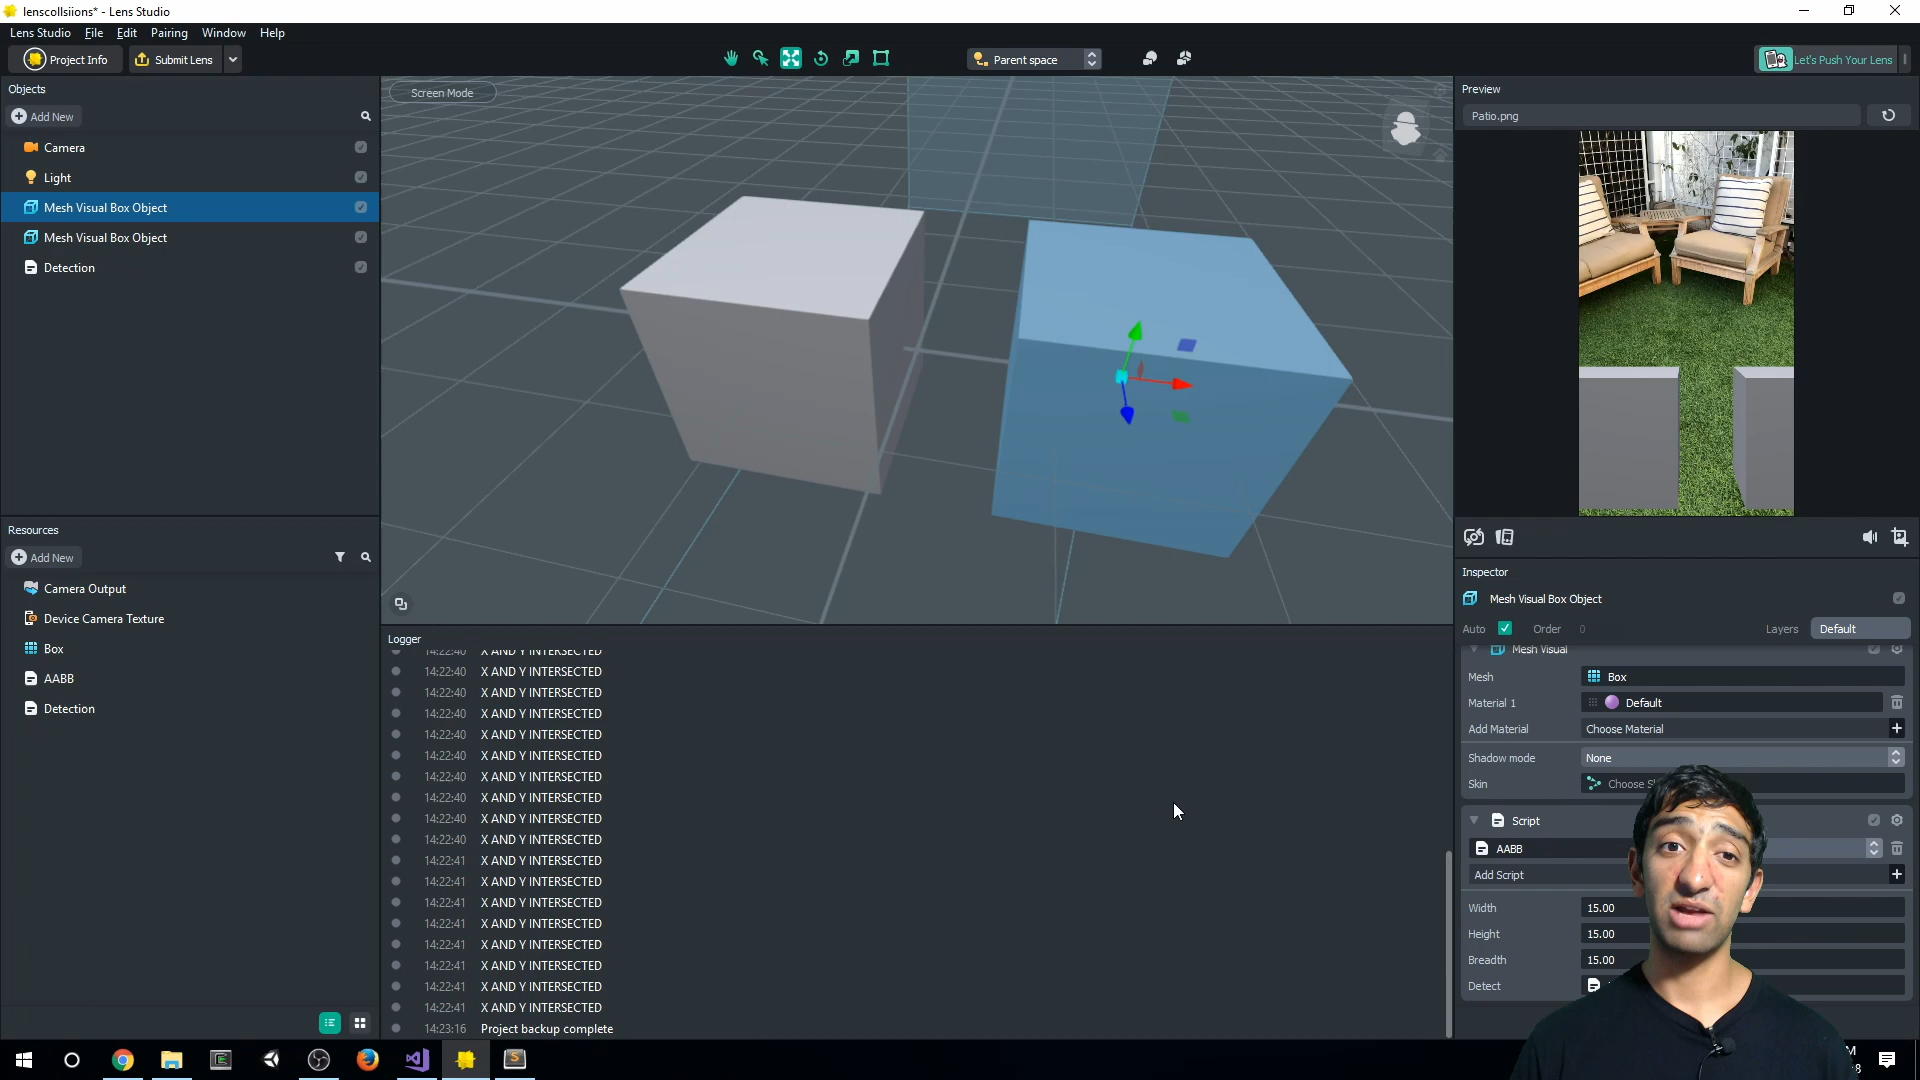 lenscollsiions* - Lens Studio
Lens Studio File Edit Pairing Window Help
Project Info Submit Lens Parent space Let's Push Your Lens
Objects
Add New
Camera
Light
Mesh Visual Box Object
Mesh Visual Box Object
Detection
Resources
Add New
Camera Output
Device Camera Texture
Box
AABB
Detection
Screen Mode
Logger
14:22:40 X AND Y INTERSECTED
14:22:40 X AND Y INTERSECTED
14:22:40 X AND Y INTERSECTED
14:22:40 X AND Y INTERSECTED
14:22:40 X AND Y INTERSECTED
14:22:40 X AND Y INTERSECTED
14:22:40 X AND Y INTERSECTED
14:22:40 X AND Y INTERSECTED
14:22:40 X AND Y INTERSECTED
14:22:40 X AND Y INTERSECTED
14:22:41 X AND Y INTERSECTED
14:22:41 X AND Y INTERSECTED
14:22:41 X AND Y INTERSECTED
14:22:41 X AND Y INTERSECTED
14:22:41 X AND Y INTERSECTED
14:22:41 X AND Y INTERSECTED
14:22:41 X AND Y INTERSECTED
14:22:41 X AND Y INTERSECTED
14:23:16 Project backup complete
Preview
Patio.png
Inspector
Mesh Visual Box Object
Auto Order 0 Layers Default
Mesh Visual
Mesh Box
Material 1 Default
Add Material Choose Material
Shadow mode None
Skin Choose
Script
AABB
Add Script
Width 15.00
Height 15.00
Breadth 15.00
Detect